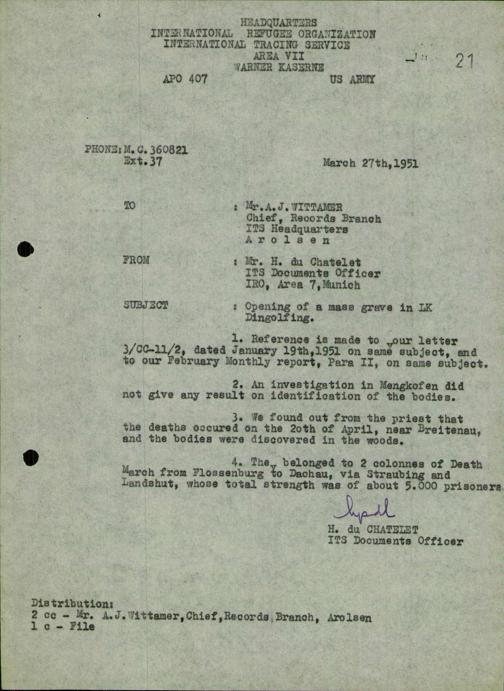 HEADQUARTERS
INTERNATIONAL REFUGEE ORGANIZATION
INTERNATIONAL TRACING SERVICE
AREA VII
WARNER KASERNE
APO 407 US ARMY
21
PHONE:M.C.360821
Ext.37
March 27th,1951
TO : Mr.A.J.WITTAMER
Chief, Records Branch
ITS Headquarters
A r o l s e n
FROM : Mr. H. du Chatelet
ITS Documents Officer
IRO, Area 7,Munich
SUBJECT : Opening of a mass grave in LK
Dingolfing.
1. Reference is made to your letter
3/CC-11/2, dated January 19th,1951 on same subject, and
to our February Monthly report, Para II, on same subject.
2. An investigation in Mengkofen did
not give any result on identification of the bodies.
3. We found out from the priest that
the deaths occured on the 2oth of April, near Dreitenau,
and the bodies were discovered in the woods.
4. The belonged to 2 colonnes of Death
March from Flossenburg to Dachau, via Straubing and
Landshut, whose total strength was of about 5.000 prisoners
H. du CHATELET
ITS Documents Officer
Distribution:
2 cc - Mr. A.J.Wittamer,Chief,Records Branch, Arolsen
1 c - File